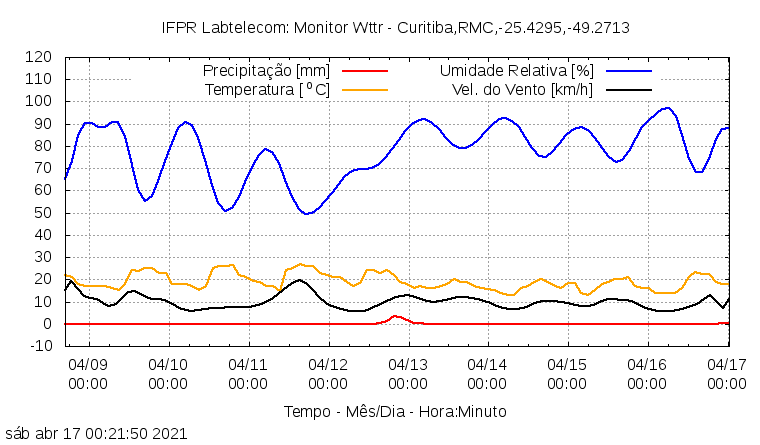 IFPR Labtelecom: Monitor Wttr - Curitiba,RMC,-25.4295,-49.2713
Precipitação [mm]
Temperatura [⁰C]
Umidade Relativa [%]
Vel. do Vento [km/h]
120
110
100
90
80
70
60
50
40
30
20
10
0
-10
04/09 04/10 04/11 04/12 04/13 04/14 04/15 04/16 04/17
00:00 00:00 00:00 00:00 00:00 00:00 00:00 00:00 00:00
Tempo - Mês/Dia - Hora:Minuto
sáb abr 17 00:21:50 2021